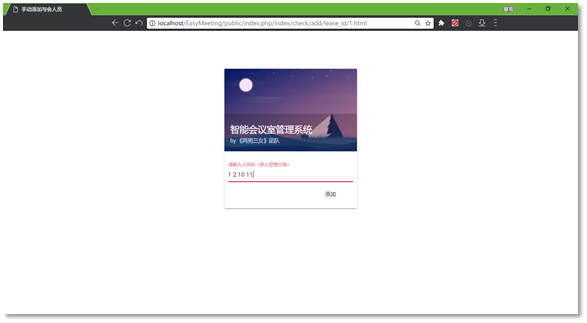 手动添加与会人员
localhost/EasyMeeting/public/index.php/index/check/add/lease_id/1.html
智能会议室管理系统
by 《两男三女》团队
请输入人员ID（多人空格分隔）
1 2 10 11
添加